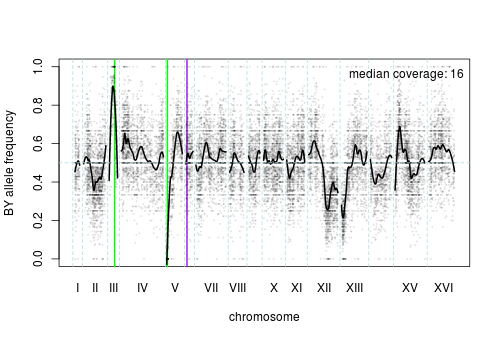 median coverage: 16
BY allele frequency
0.0 0.2 0.4 0.6 0.8 1.0
I II III IV V VII VIII X XI XII XIII XV XVI
chromosome